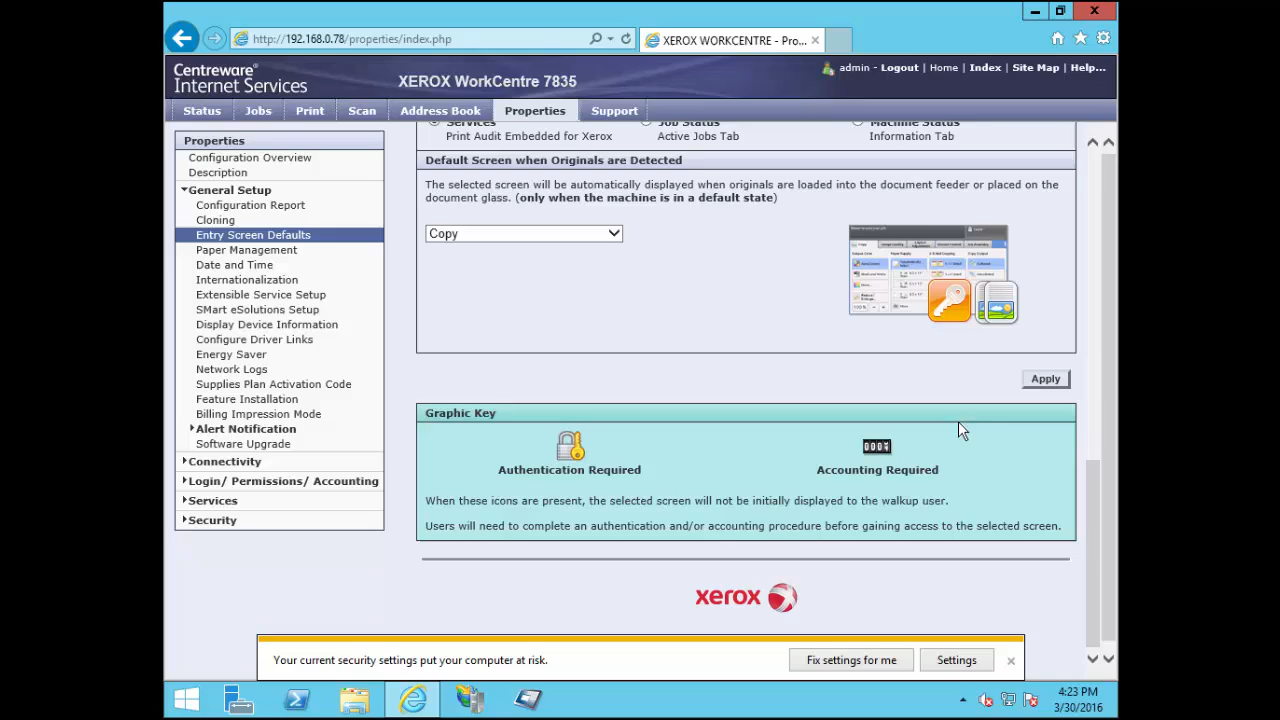 http://192.168.0.78/properties/index.php
XEROX WORKCENTRE - Pro...
Centreware®
Internet Services
XEROX WorkCentre 7835
admin - Logout | Home | Index | Site Map | Help...
Status Jobs Print Scan Address Book Properties Support
Properties
Configuration Overview
Description
General Setup
Configuration Report
Cloning
Entry Screen Defaults
Paper Management
Date and Time
Internationalization
Extensible Service Setup
SMart eSolutions Setup
Display Device Information
Configure Driver Links
Energy Saver
Network Logs
Supplies Plan Activation Code
Feature Installation
Billing Impression Mode
Alert Notification
Software Upgrade
Connectivity
Login/ Permissions/ Accounting
Services
Security
Services Job Status Machine Status
Print Audit Embedded for Xerox Active Jobs Tab Information Tab
Default Screen when Originals are Detected
The selected screen will be automatically displayed when originals are loaded into the document feeder or placed on the
document glass. (only when the machine is in a default state)
Copy
Apply
Graphic Key
Authentication Required
Accounting Required
When these icons are present, the selected screen will not be initially displayed to the walkup user.
Users will need to complete an authentication and/or accounting procedure before gaining access to the selected screen.
xerox
Your current security settings put your computer at risk.
Fix settings for me
Settings
4:23 PM
3/30/2016